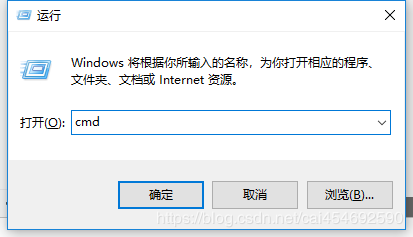 运行
Windows 将根据你所输入的名称，为你打开相应的程序、
文件夹、文档或 Internet 资源。
打开(O): cmd
确定 取消 浏览(B)...
https://blog.csdn.net/cai454692590